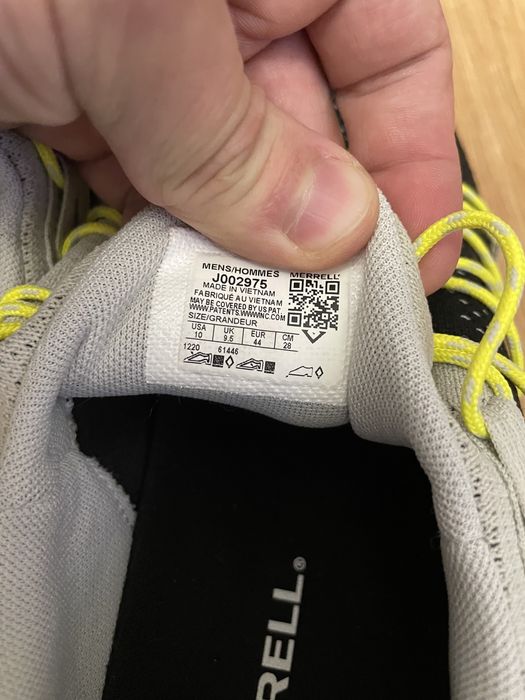 MENS/HOMMES MERRELL
J002975
MADE IN VIETNAM
FABRIQUÉ AU VIETNAM
MAY BE COVERED BY US PAT
WWW.PATENTS.WWWINC.COM
SIZE/GRANDEUR
USA UK EUR CM
10 9.5 44 28
1220 61446
RELL®